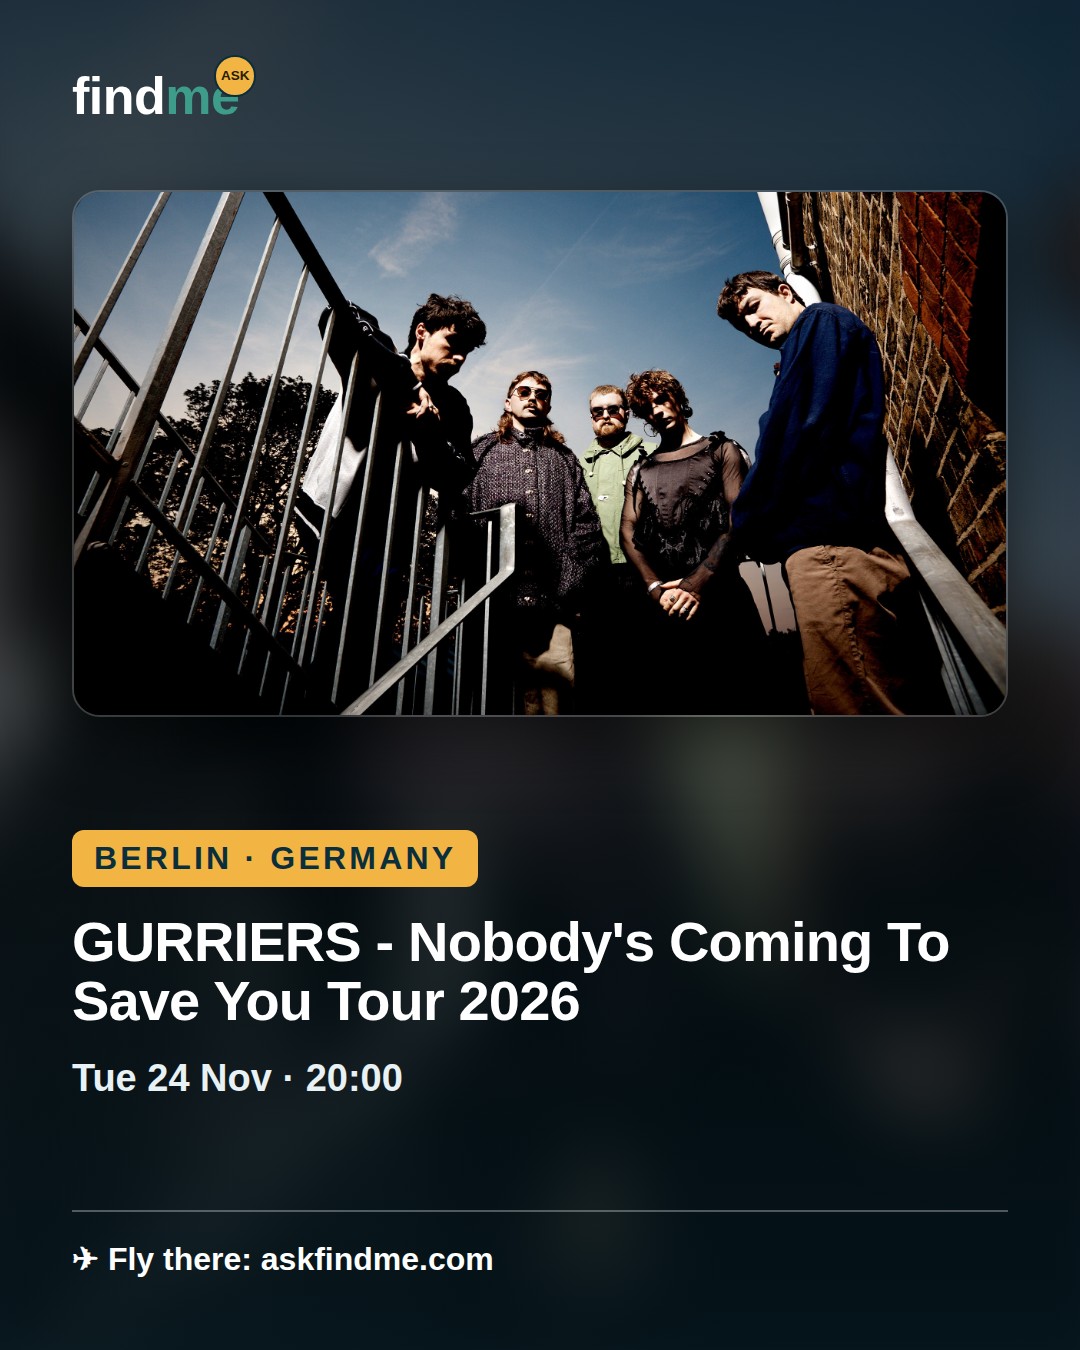 findme
ASK
BERLIN · GERMANY
GURRIERS - Nobody's Coming To
Save You Tour 2026
Tue 24 Nov · 20:00
✈ Fly there: askfindme.com